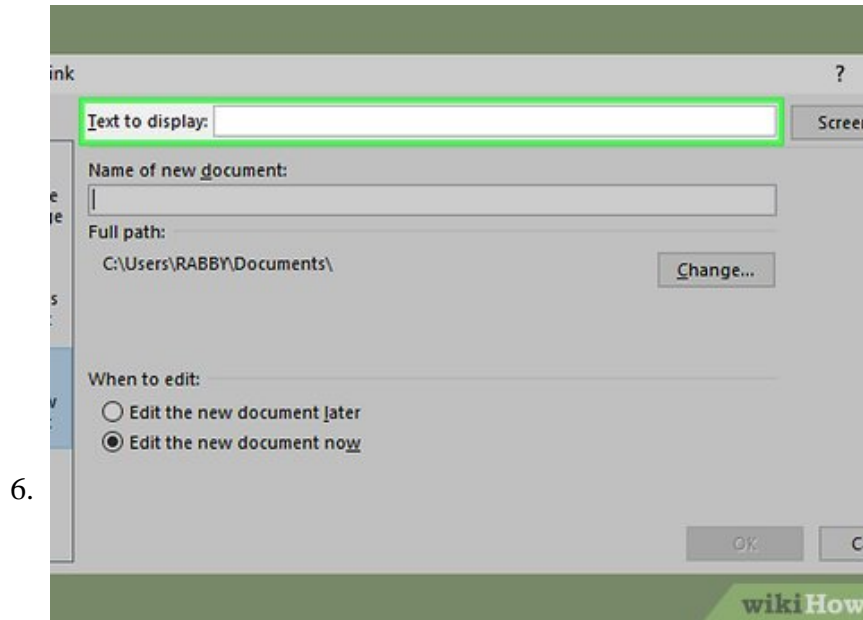 ink ?
Text to display: Screen
Name of new document:
Full path:
C:\Users\RABBY\Documents\
Change...
When to edit:
Edit the new document later
Edit the new document now
6.
OK
wikiHow